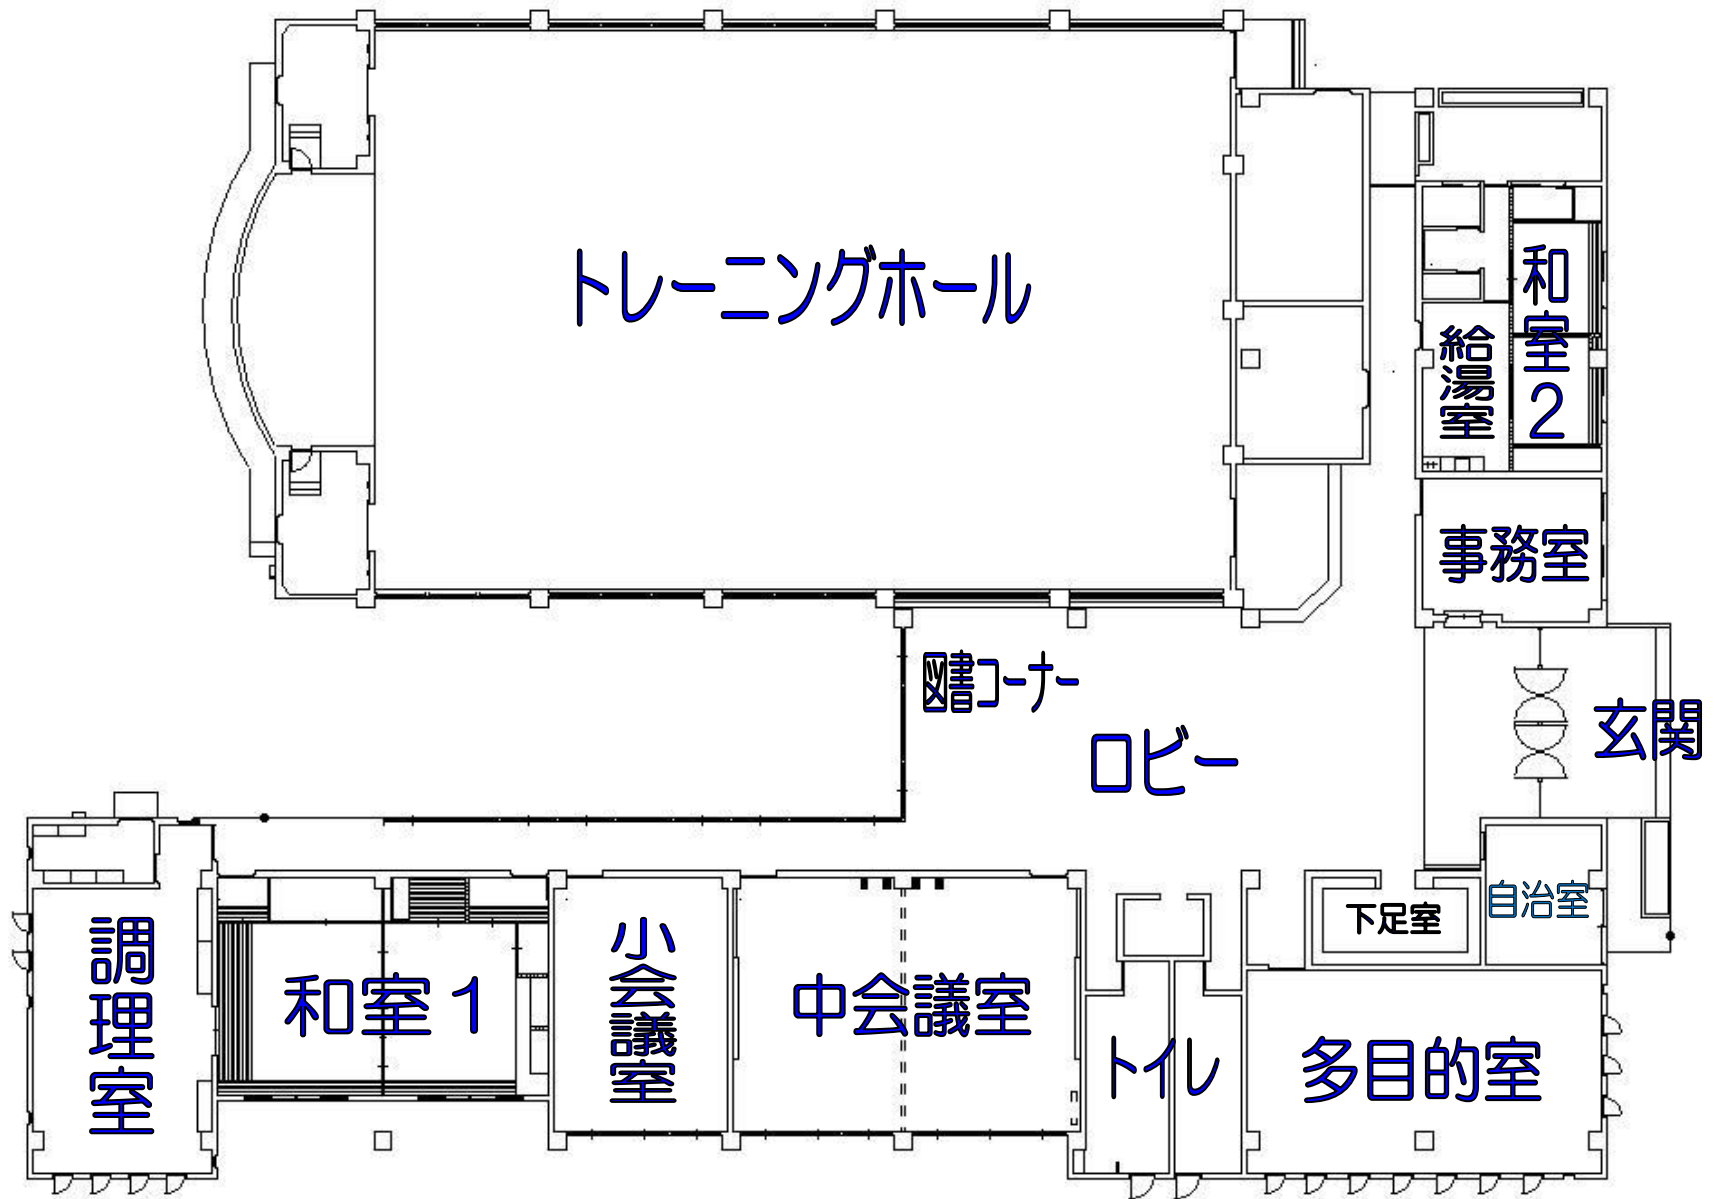 トレーニングホール
和室２
給湯室
事務室
図書コーナー
ロビー
玄関
自治室
下足室
調理室
和室１
小会議室
中会議室
トイレ
多目的室